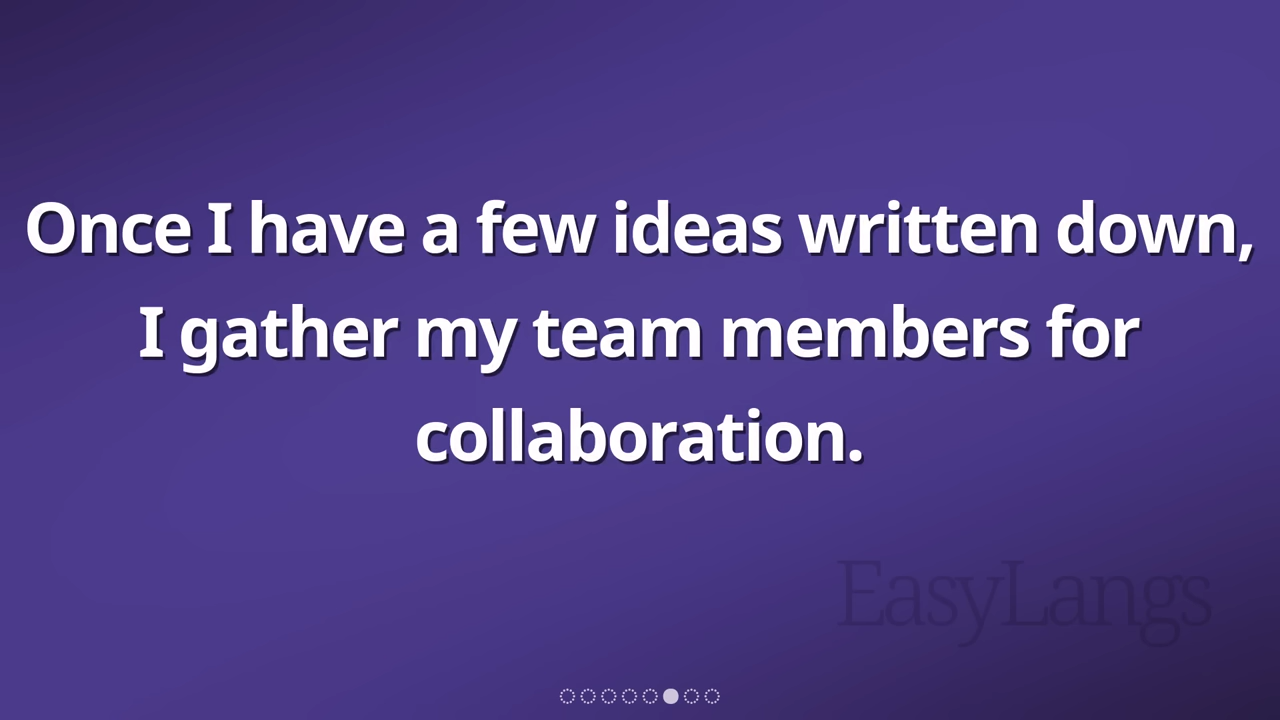 Once I have a few ideas written down,
I gather my team members for
collaboration.
EasyLangs